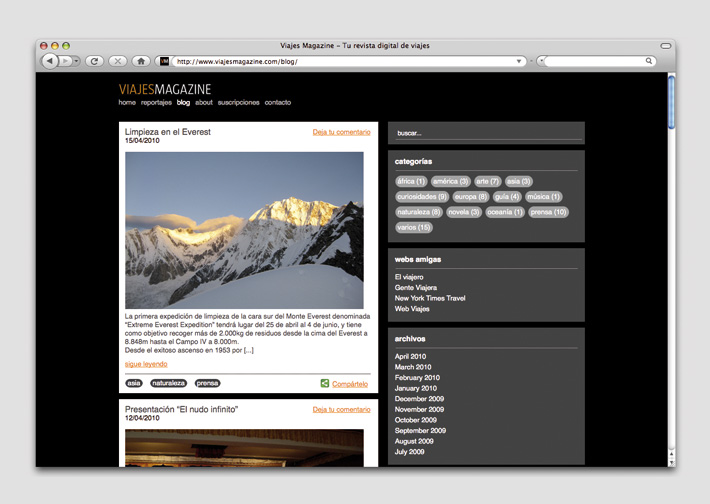 Viajes Magazine – Tu revista digital de viajes
VM
http://www.viajesmagazine.com/blog/
VIAJESMAGAZINE
home reportajes blog about suscripciones contacto
Limpieza en el Everest
Deja tu comentario
15/04/2010
La primera expedición de limpieza de la cara sur del Monte Everest denominada
"Extreme Everest Expedition" tendrá lugar del 25 de abril al 4 de junio, y tiene
como objetivo recoger más de 2.000kg de residuos desde la cima del Everest a
8.848m hasta el Campo IV a 8.000m.
Desde el exitoso ascenso en 1953 por [...]
sigue leyendo
asia naturaleza prensa
Compártelo
Presentación "El nudo infinito"
Deja tu comentario
12/04/2010
buscar...
categorías
áfrica (1) américa (3) arte (7) asia (3)
curiosidades (9) europa (8) guía (4) música (1)
naturaleza (8) novela (3) oceanía (1) prensa (10)
varios (15)
webs amigas
El viajero
Gente Viajera
New York Times Travel
Web Viajes
archivos
April 2010
March 2010
February 2010
January 2010
December 2009
November 2009
October 2009
September 2009
August 2009
July 2009